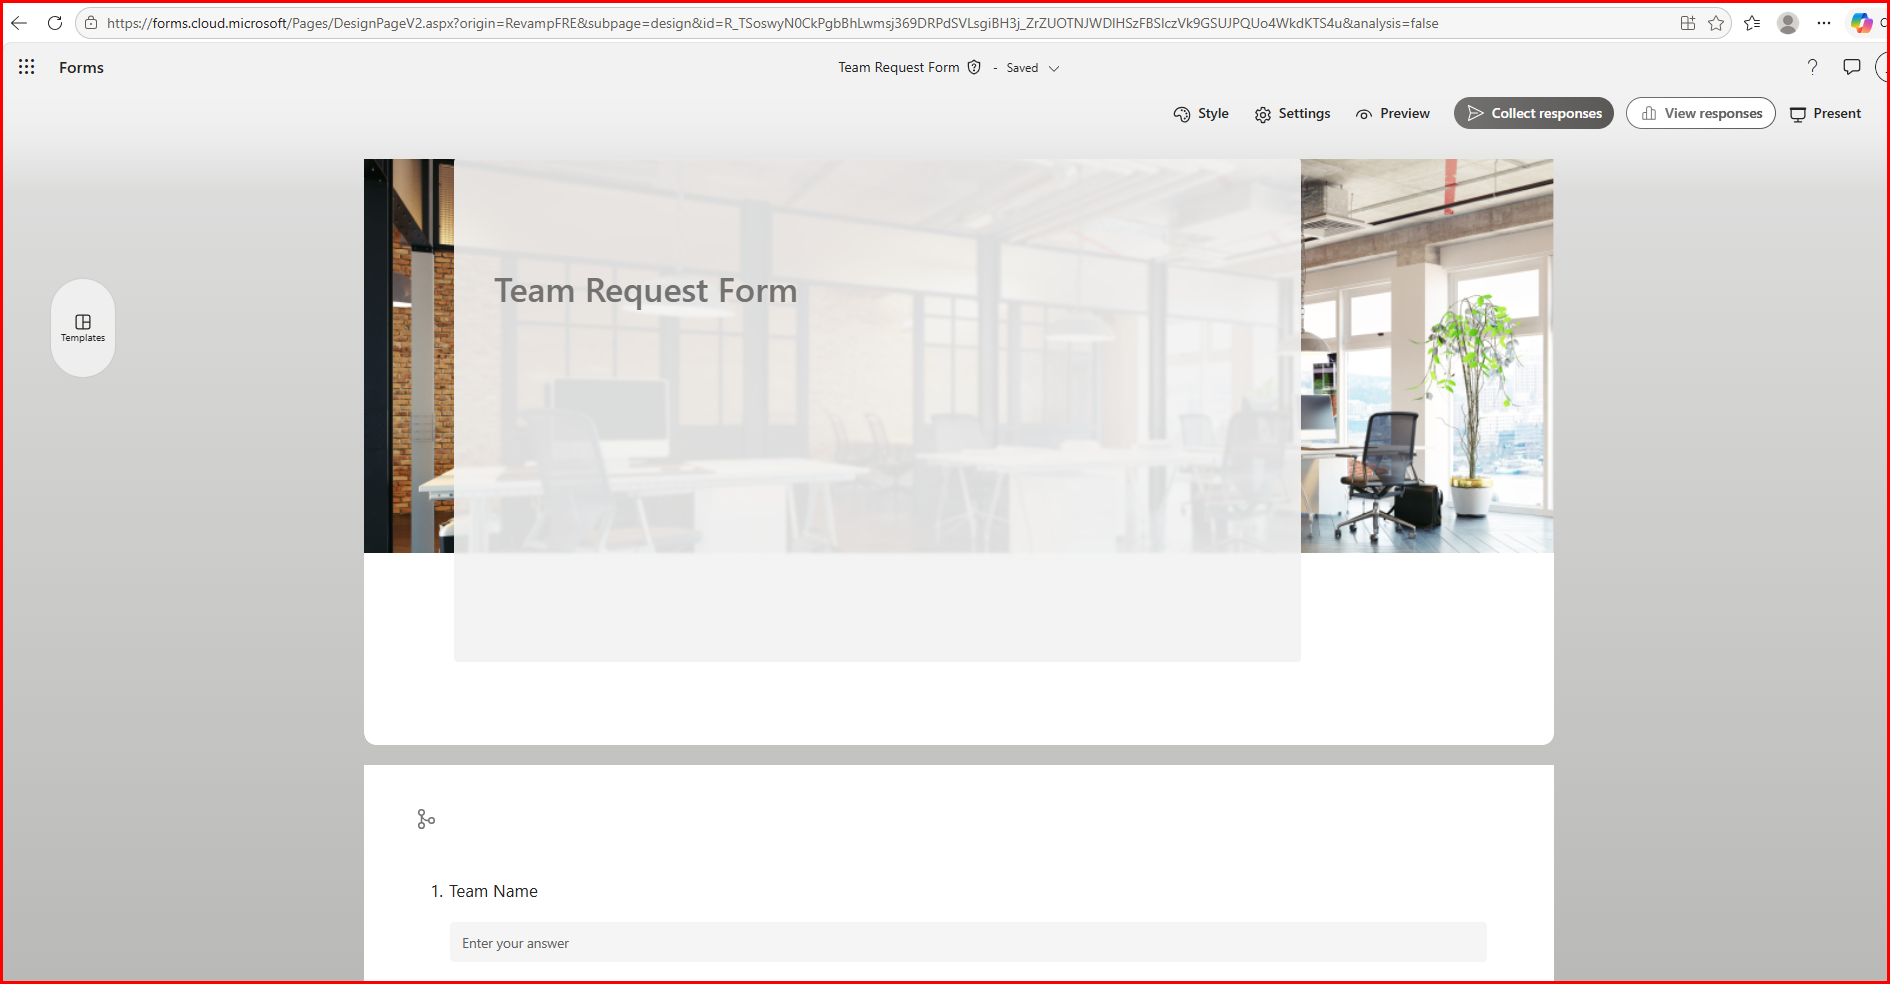 https://forms.cloud.microsoft/Pages/DesignPageV2.aspx?origin=RevampFRE&subpage=design&id=R_TSoswyN0CkPgbBhLwmsj369DRPdSVLsgiBH3j_ZrZUOTNJWDlHSzFBSlczVk9GSUJPQUo4WkdKTS4u&analysis=false
Forms
Team Request Form - Saved
Style Settings Preview Collect responses View responses Present
Team Request Form
Templates
1. Team Name
Enter your answer